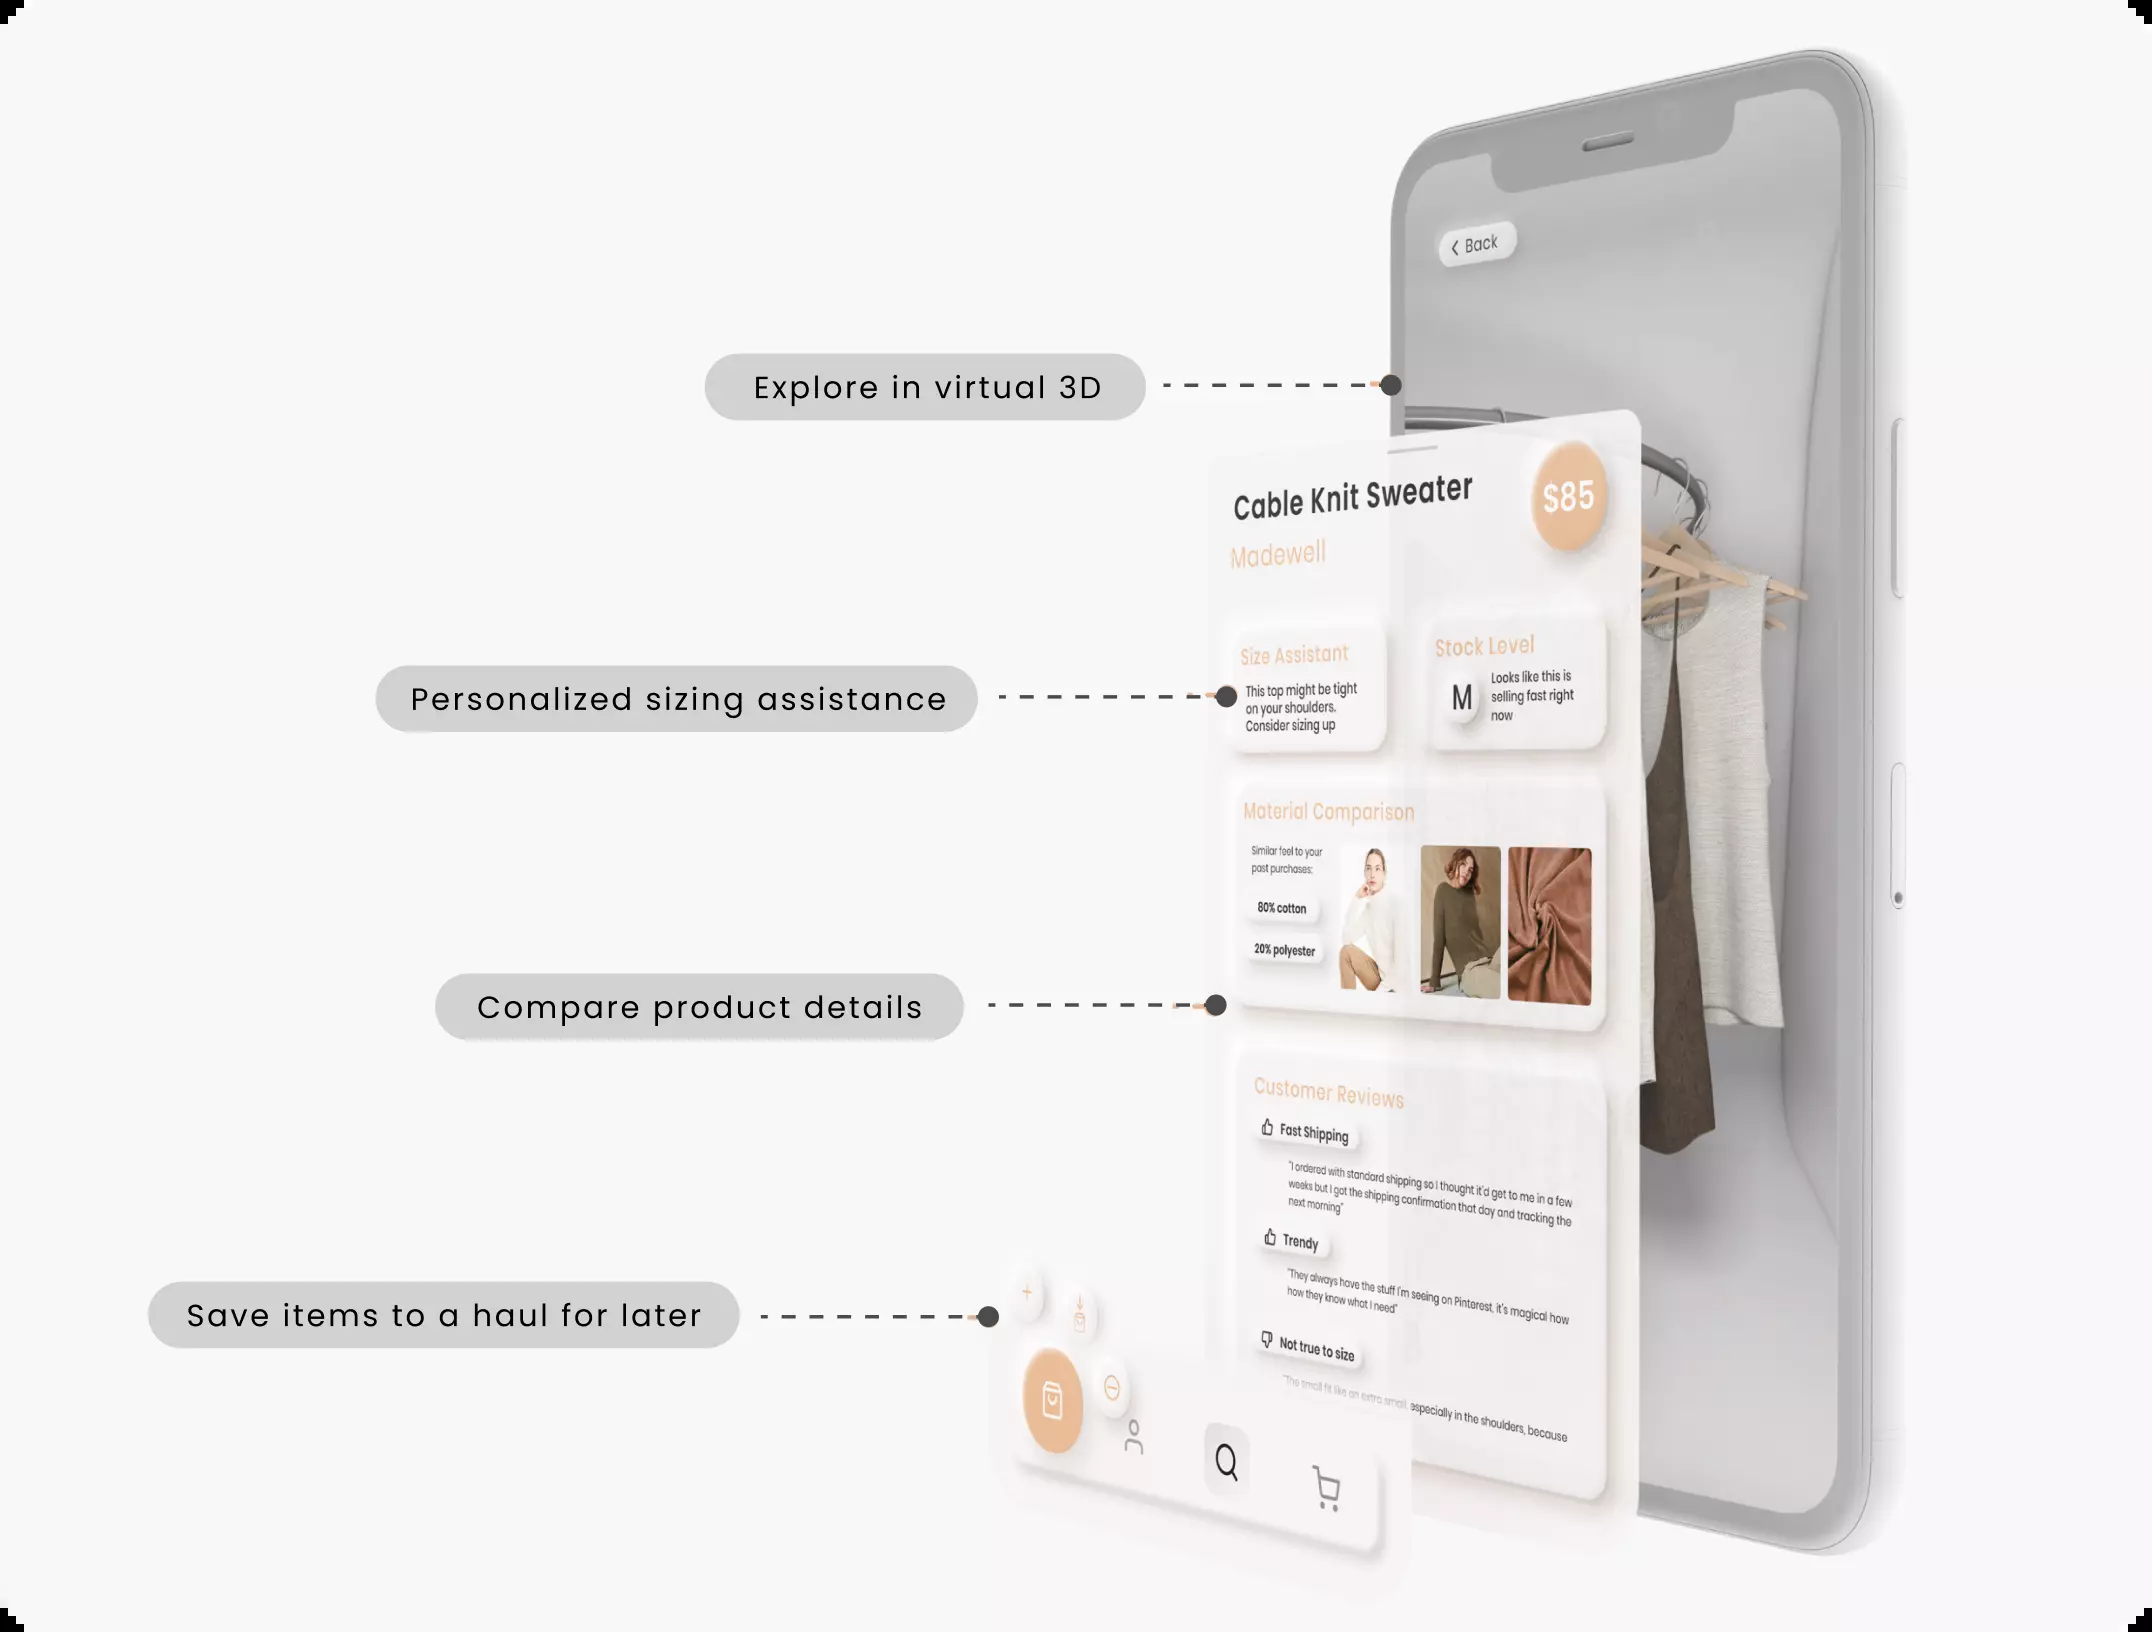 Back
Explore in virtual 3D
Cable Knit Sweater
$85
Madewell
Personalized sizing assistance
Size Assistant
This top might be tight
on your shoulders.
Consider sizing up
Stock Level
M
Looks like this is
selling fast right
now
Compare product details
Material Comparison
Similar feel to your
past purchases:
80% cotton
20% polyester
Customer Reviews
Fast Shipping
"I ordered with standard shipping so I thought it'd get to me in a few
weeks but I got the shipping confirmation that day and tracking the
next morning"
Trendy
"They always have the stuff I'm seeing on Pinterest, it's magical how
how they know what I need"
Not true to size
"The small fit like an extra small, especially in the shoulders, because
Save items to a haul for later